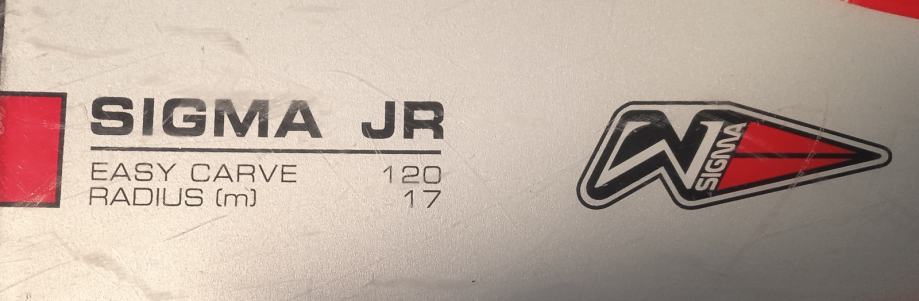 SIGMA JR
EASY CARVE 120
RADIUS (m) 17
SIGMA